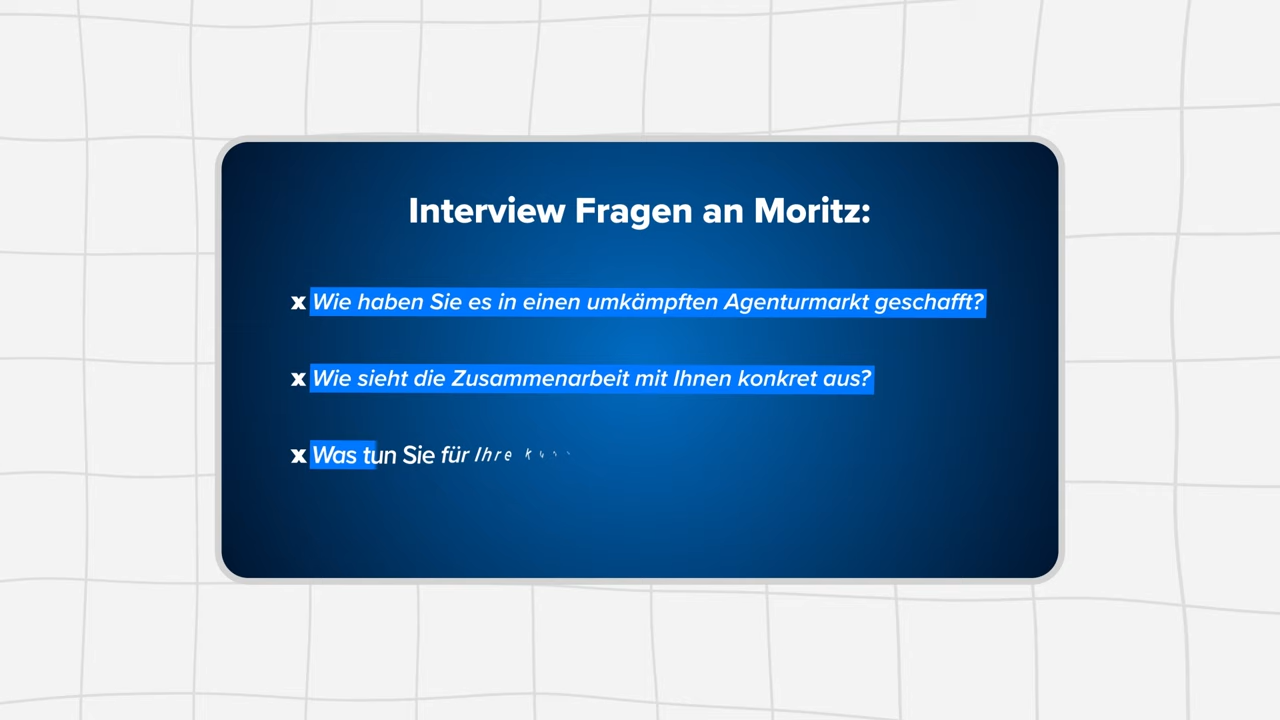 Interview Fragen an Moritz:
x Wie haben Sie es in einen umkämpften Agenturmarkt geschafft?
x Wie sieht die Zusammenarbeit mit Ihnen konkret aus?
x Was tun Sie für Ihre